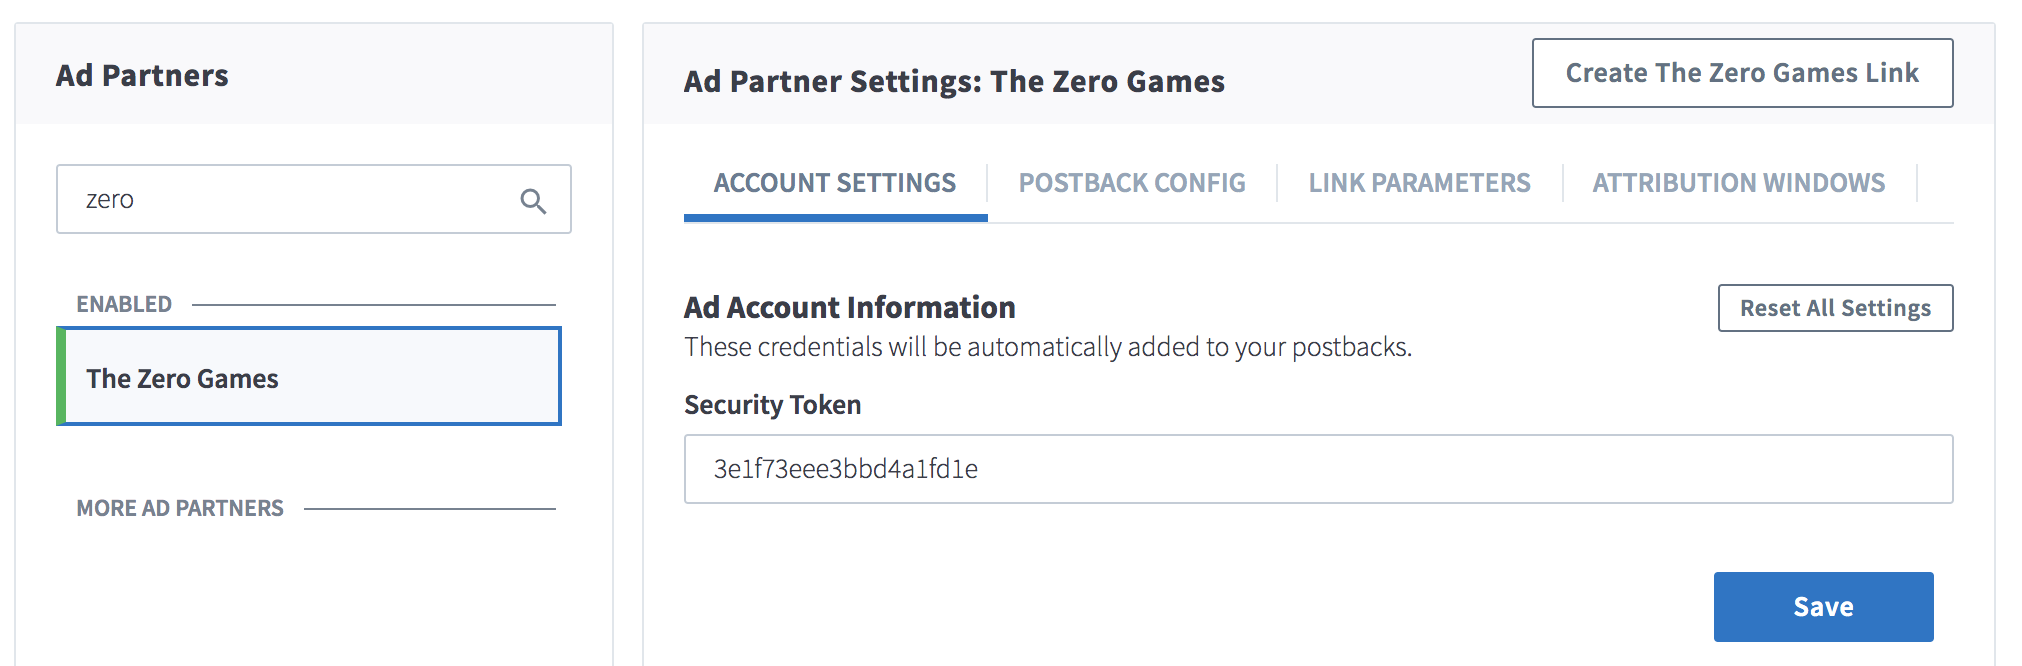 Ad Partners
zero
ENABLED
The Zero Games
MORE AD PARTNERS
Ad Partner Settings: The Zero Games
Create The Zero Games Link
ACCOUNT SETTINGS
POSTBACK CONFIG
LINK PARAMETERS
ATTRIBUTION WINDOWS
Ad Account Information
Reset All Settings
These credentials will be automatically added to your postbacks.
Security Token
3e1f73eee3bbd4a1fd1e
Save